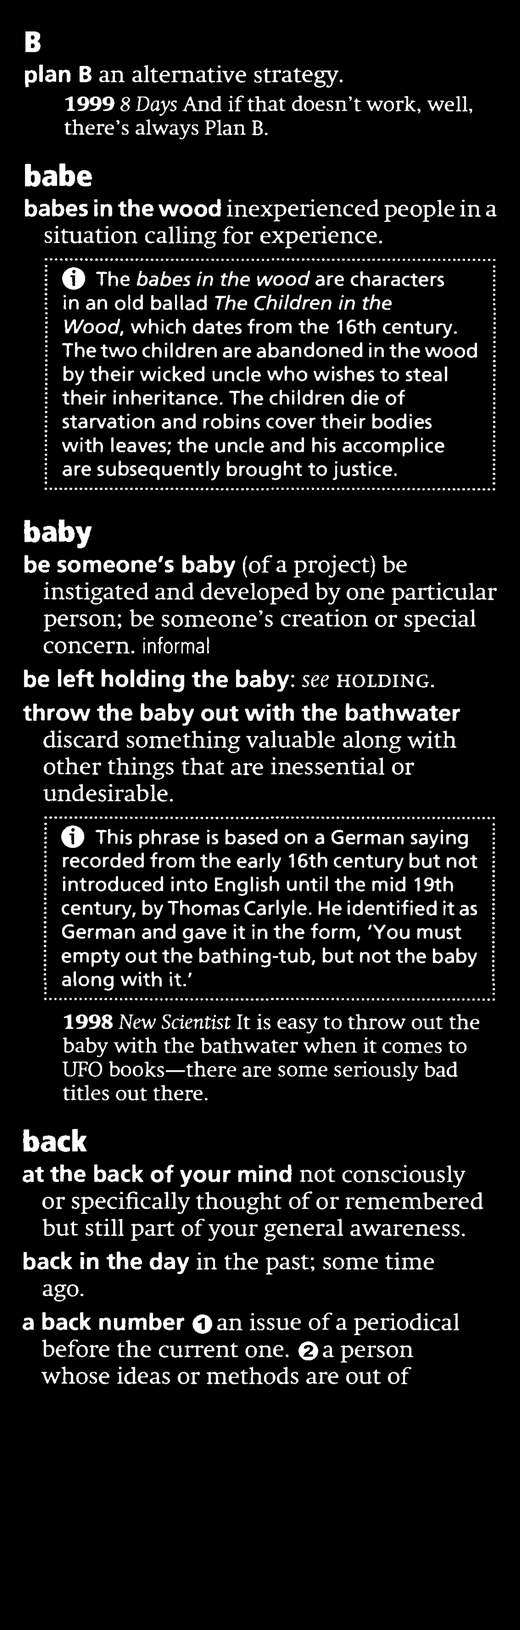 B
plan B an alternative strategy.
1999 8 Days And if that doesn't work, well,
there's always Plan B.
babe
babes in the wood inexperienced people in a
situation calling for experience.
ⓘ The babes in the wood are characters
in an old ballad The Children in the
Wood, which dates from the 16th century.
The two children are abandoned in the wood
by their wicked uncle who wishes to steal
their inheritance. The children die of
starvation and robins cover their bodies
with leaves; the uncle and his accomplice
are subsequently brought to justice.
baby
be someone's baby (of a project) be
instigated and developed by one particular
person; be someone's creation or special
concern. informal
be left holding the baby: see HOLDING.
throw the baby out with the bathwater
discard something valuable along with
other things that are inessential or
undesirable.
ⓘ This phrase is based on a German saying
recorded from the early 16th century but not
introduced into English until the mid 19th
century, by Thomas Carlyle. He identified it as
German and gave it in the form, 'You must
empty out the bathing-tub, but not the baby
along with it.'
1998 New Scientist It is easy to throw out the
baby with the bathwater when it comes to
UFO books—there are some seriously bad
titles out there.
back
at the back of your mind not consciously
or specifically thought of or remembered
but still part of your general awareness.
back in the day in the past; some time
ago.
a back number ❶ an issue of a periodical
before the current one. ❷ a person
whose ideas or methods are out of